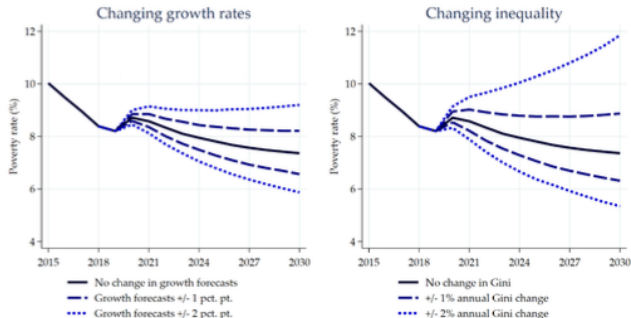 Changing growth rates
Changing inequality
Poverty rate (%)
12
10
8
6
4
2015 2018 2021 2024 2027 2030
No change in growth forecasts
Growth forecasts +/- 1 pct. pt.
Growth forecasts +/- 2 pct. pt.
Poverty rate (%)
12
10
8
6
4
2015 2018 2021 2024 2027 2030
No change in Gini
+/- 1% annual Gini change
+/- 2% annual Gini change